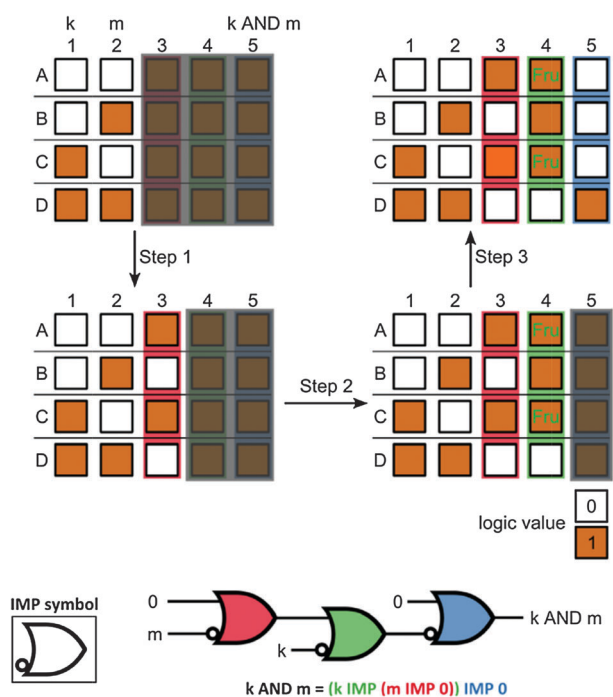 k m k AND m
1 2 3 4 5
A
B
C
D
1 2 3 4 5
A Fru
B
C Fru
D
Step 1
Step 3
1 2 3 4 5
A
B
C
D
Step 2
1 2 3 4 5
A Fru
B
C Fru
D
logic value
0
1
IMP symbol
0
m
k
0
k AND m
k AND m = (k IMP (m IMP 0)) IMP 0